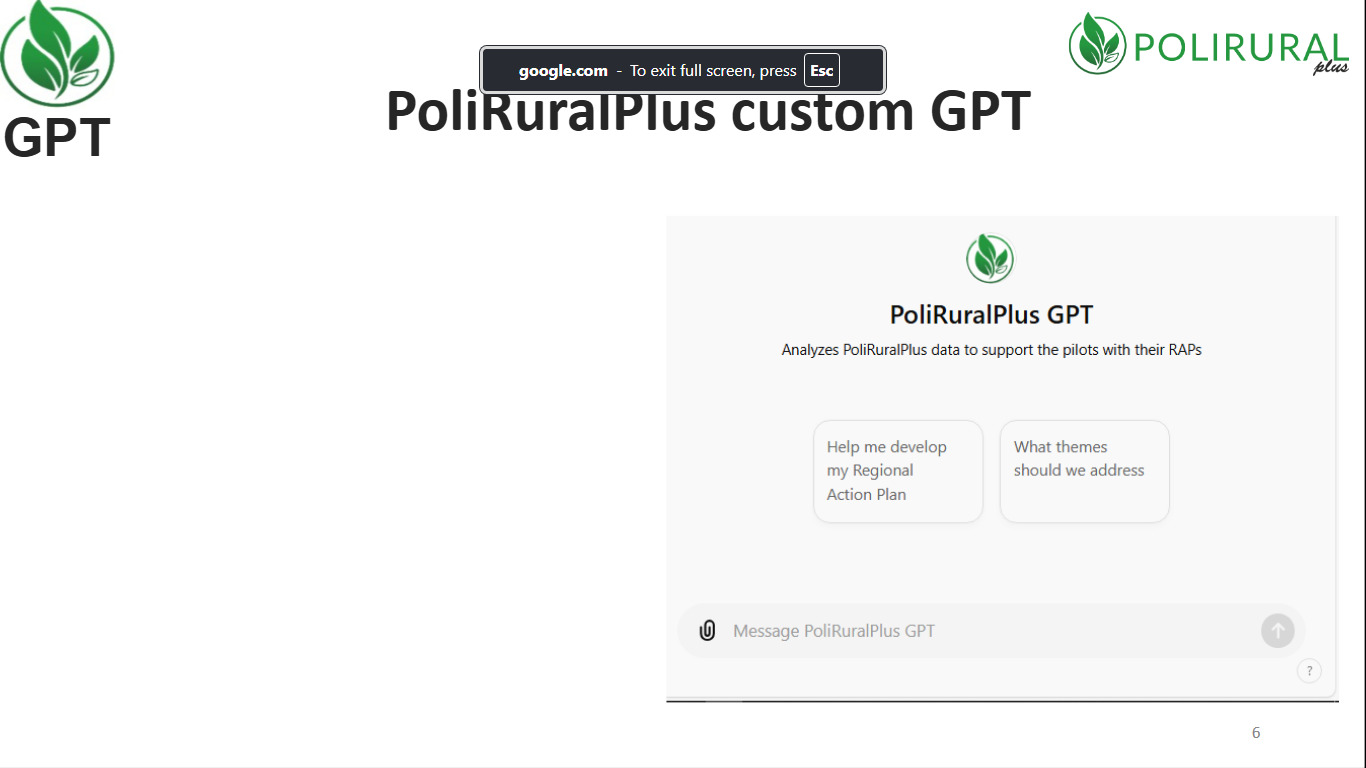 POLIRURAL
plus
google.com - To exit full screen, press Esc
PoliRuralPlus custom GPT
GPT
PoliRuralPlus GPT
Analyzes PoliRuralPlus data to support the pilots with their RAPs
Help me develop
my Regional
Action Plan
What themes
should we address
Message PoliRuralPlus GPT
?
6